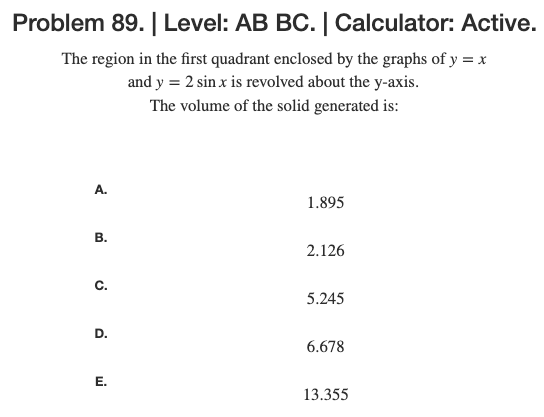 Problem 89. | Level: AB BC. | Calculator: Active.
The region in the first quadrant enclosed by the graphs of y = x
and y = 2 sin x is revolved about the y-axis.
The volume of the solid generated is:
A.
1.895
B.
2.126
C.
5.245
D.
6.678
E.
13.355